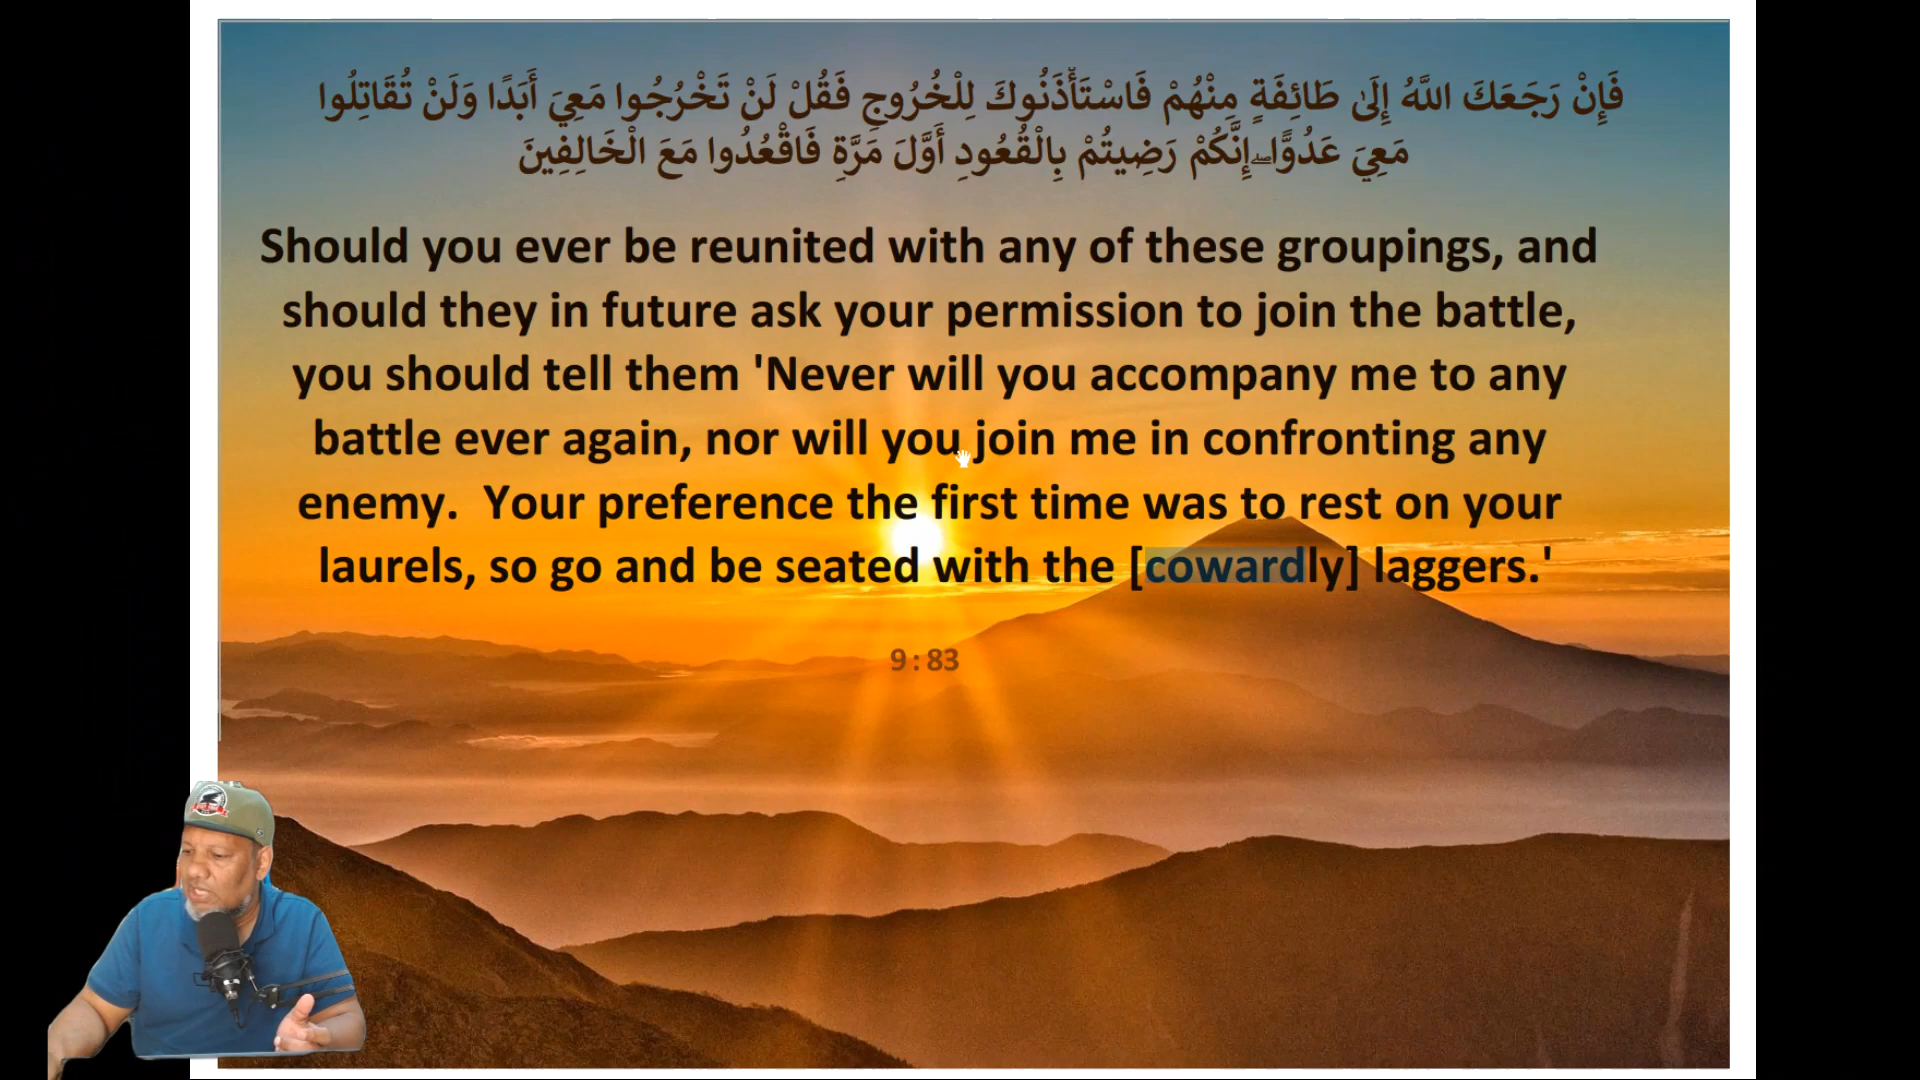 فَإِنْ رَجَعَكَ اللَّهُ إِلَىٰ طَائِفَةٍ مِنْهُمْ فَاسْتَأْذَنُوكَ لِلْخُرُوجِ فَقُلْ لَنْ تَخْرُجُوا مَعِيَ أَبَدًا وَلَنْ تُقَاتِلُوا
مَعِيَ عَدُوًّا ۖ إِنَّكُمْ رَضِيتُمْ بِالْقُعُودِ أَوَّلَ مَرَّةٍ فَاقْعُدُوا مَعَ الْخَالِفِينَ
Should you ever be reunited with any of these groupings, and
should they in future ask your permission to join the battle,
you should tell them 'Never will you accompany me to any
battle ever again, nor will you join me in confronting any
enemy.  Your preference the first time was to rest on your
laurels, so go and be seated with the [cowardly] laggers.'
9 : 83